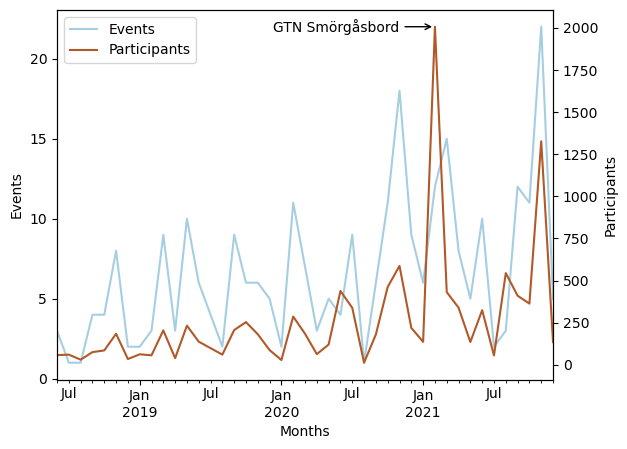 GTN Smörgåsbord
Events
Participants
20
15
10
5
0
Events
2000
1750
1500
1250
1000
750
500
250
0
Participants
Jul
Jan
2019
Jul
Jan
2020
Jul
Jan
2021
Jul
Months